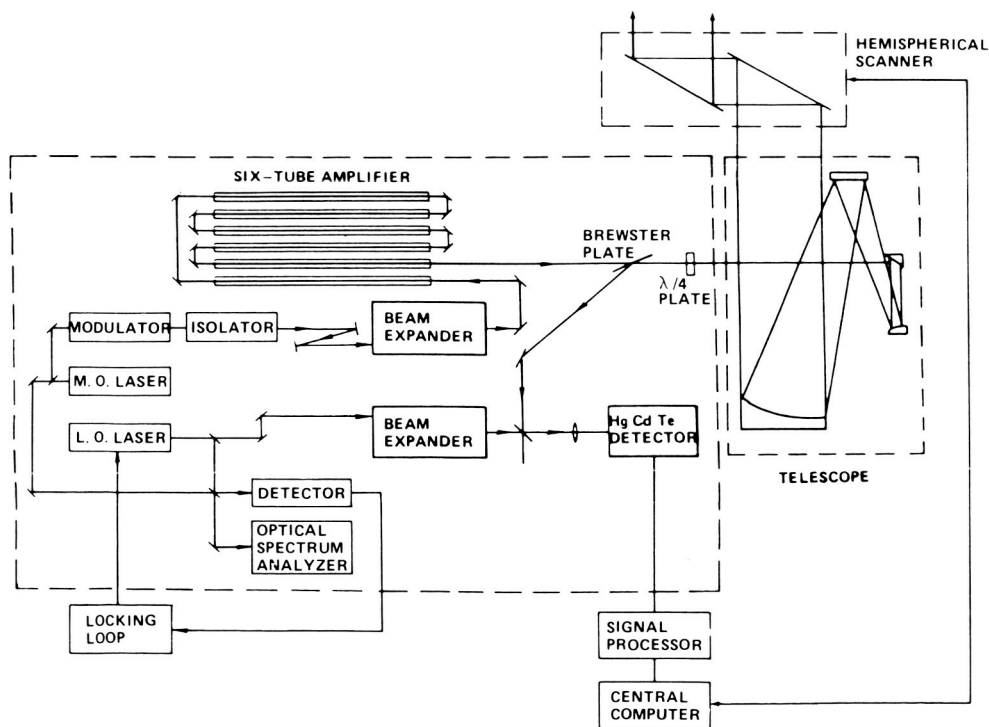 HEMISPHERICAL
SCANNER
SIX-TUBE AMPLIFIER
BREWSTER
PLATE
λ/4
PLATE
MODULATOR
ISOLATOR
BEAM
EXPANDER
M. O. LASER
L. O. LASER
BEAM
EXPANDER
Hg Cd Te
DETECTOR
TELESCOPE
DETECTOR
OPTICAL
SPECTRUM
ANALYZER
LOCKING
LOOP
SIGNAL
PROCESSOR
CENTRAL
COMPUTER